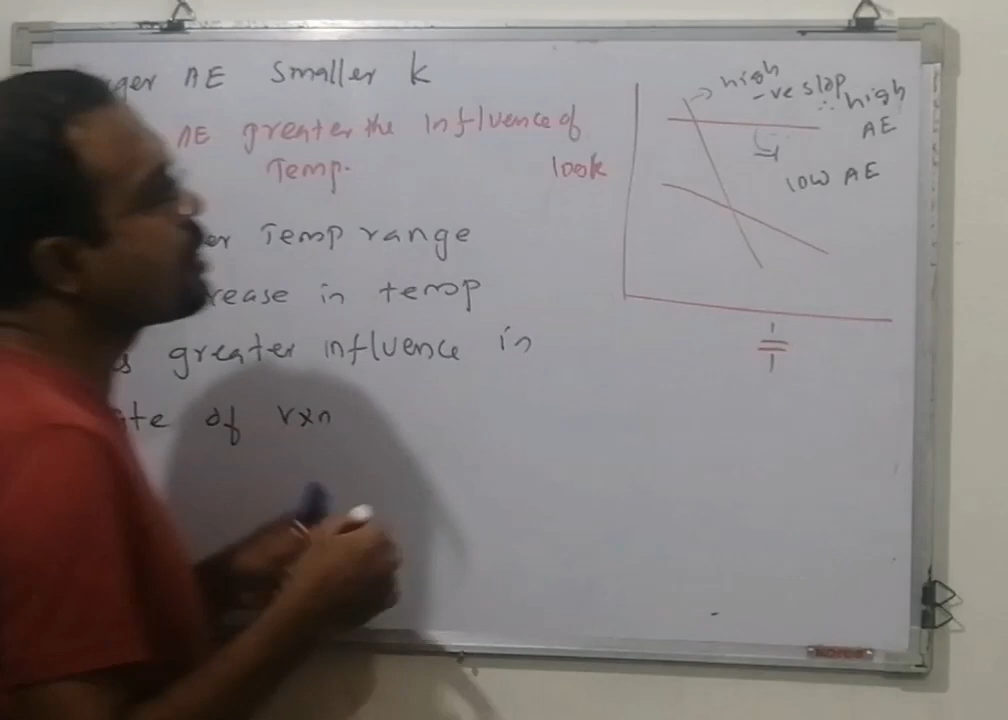 ger AE smaller k
AE greater the influence of
Temp.
er Temp range
rease in temp
s greater influence in
te of rxn
high
-ve slop
∴ high
AE
low AE
look
1